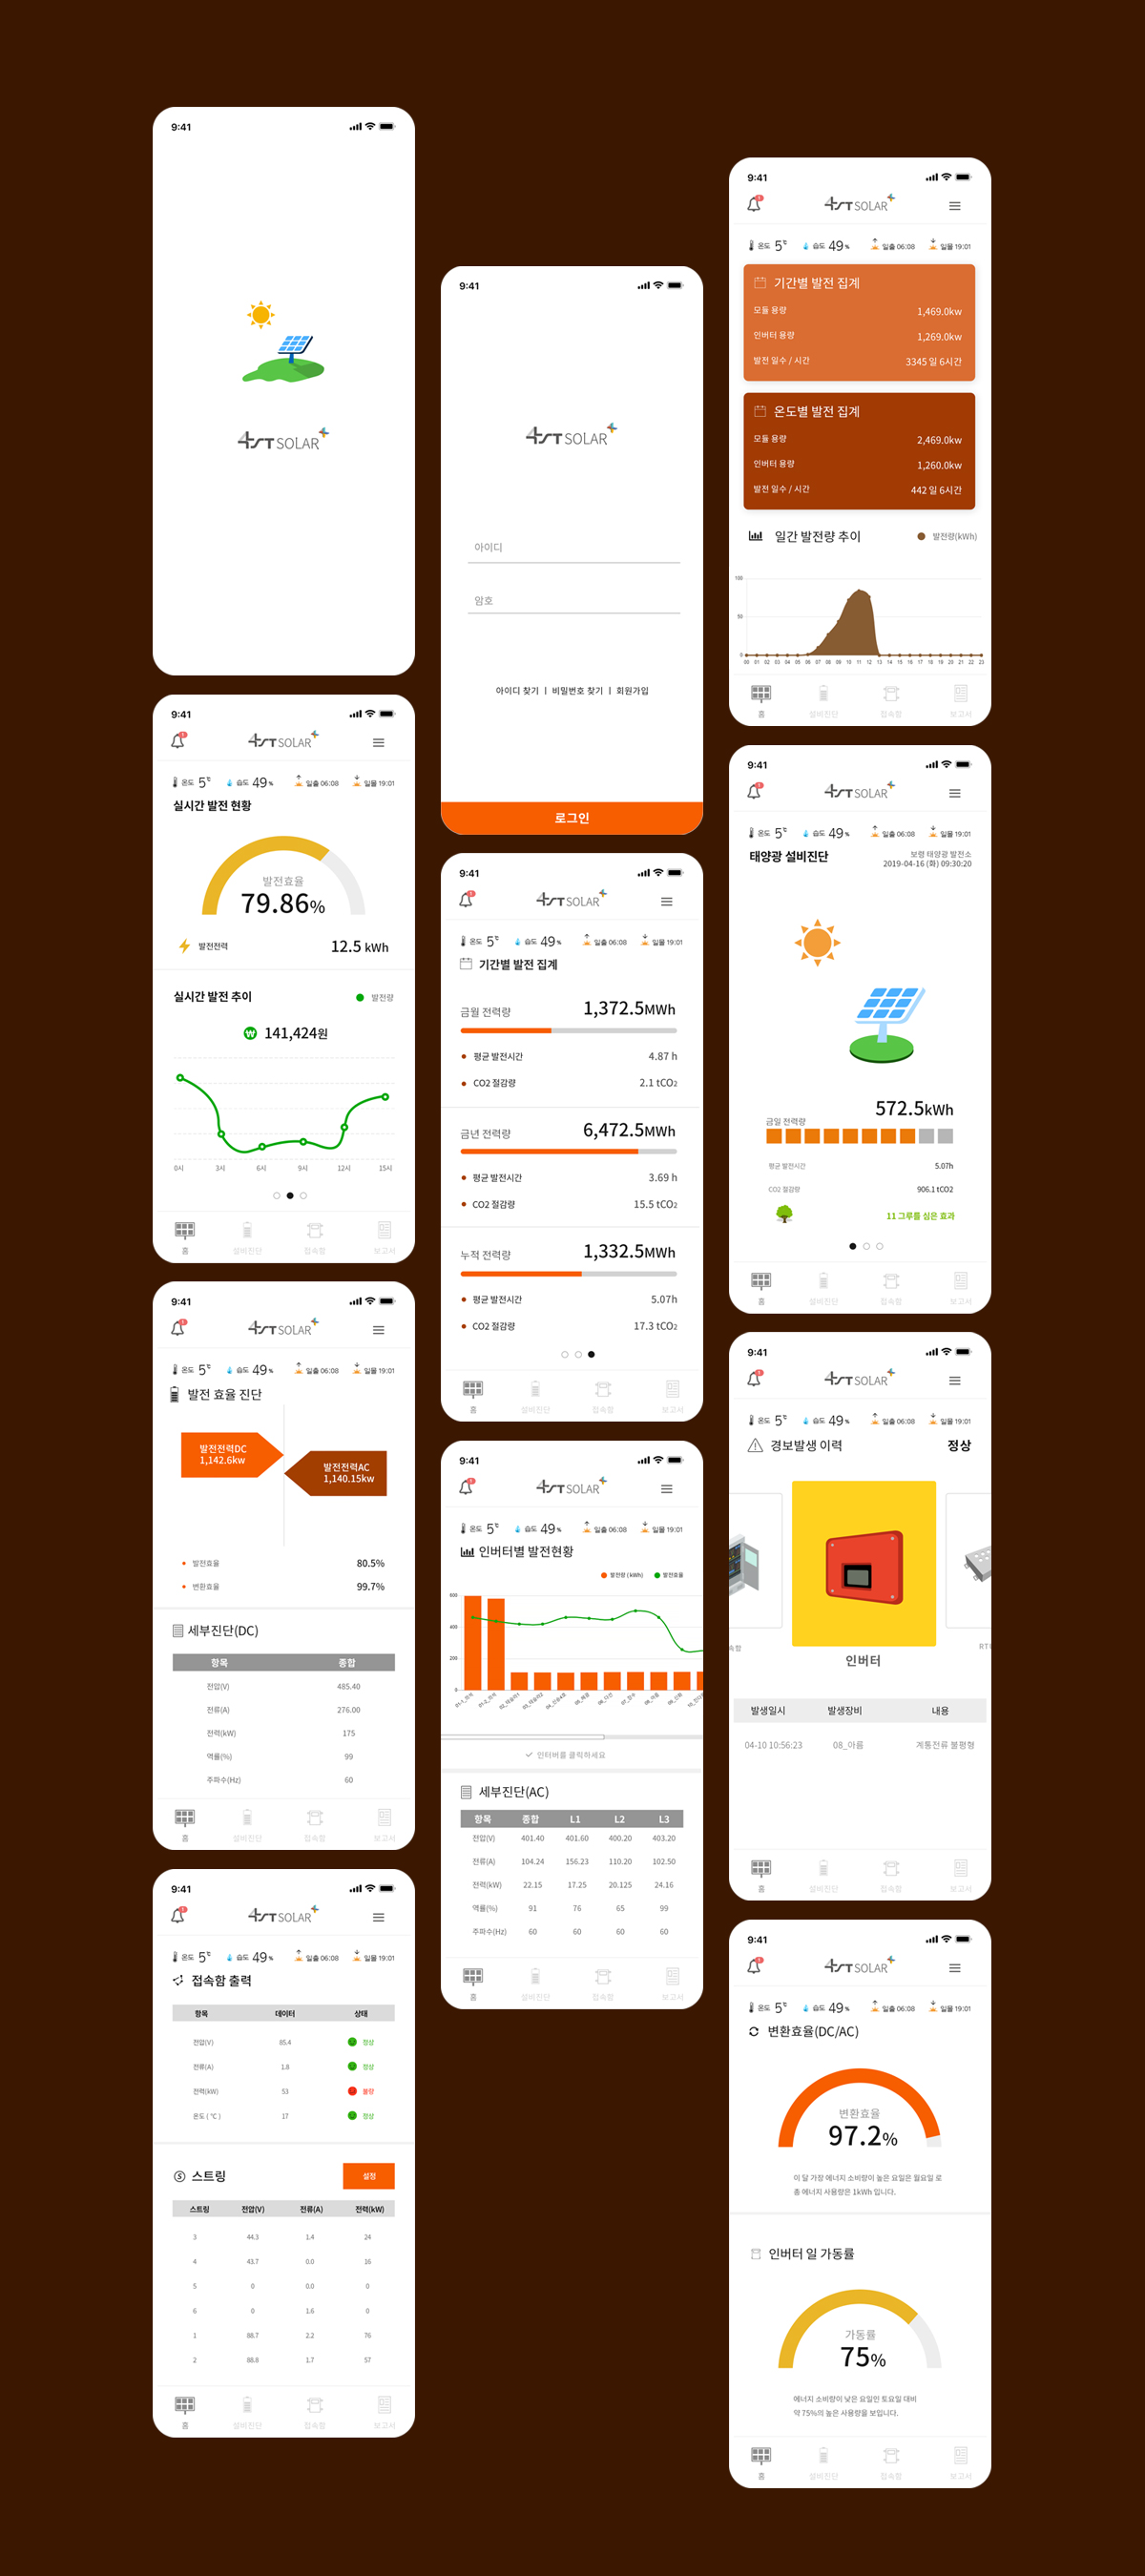 9:41
4ST SOLAR
9:41
1
4ST SOLAR
온도 5℃ 습도 49% 일출 06:08 일몰 19:01
실시간 발전 현황
발전효율
79.86%
발전전력 12.5 kWh
실시간 발전 추이 발전량
₩ 141,424원
0시 3시 6시 9시 12시 15시
홈 설비진단 접속함 보고서
9:41
1
4ST SOLAR
온도 5℃ 습도 49% 일출 06:08 일몰 19:01
발전 효율 진단
발전전력DC
1,142.6kw
발전전력AC
1,140.15kw
발전효율 80.5%
변환효율 99.7%
세부진단(DC)
항목 종합
전압(V) 485.40
전류(A) 276.00
전력(kW) 175
역률(%) 99
주파수(Hz) 60
홈 설비진단 접속함 보고서
9:41
1
4ST SOLAR
온도 5℃ 습도 49% 일출 06:08 일몰 19:01
접속함 출력
항목 데이터 상태
전압(V) 85.4 정상
전류(A) 1.8 정상
전력(kW) 53 불량
온도 ( ℃ ) 17 정상
스트링 설정
스트링 전압(V) 전류(A) 전력(kW)
3 44.3 1.4 24
4 43.7 0.0 16
5 0 0.0 0
6 0 1.6 0
1 88.7 2.2 76
2 88.8 1.7 57
홈 설비진단 접속함 보고서
9:41
4ST SOLAR
아이디
암호
아이디 찾기 | 비밀번호 찾기 | 회원가입
로그인
9:41
1
4ST SOLAR
온도 5℃ 습도 49% 일출 06:08 일몰 19:01
기간별 발전 집계
금월 전력량 1,372.5MWh
평균 발전시간 4.87 h
CO2 절감량 2.1 tCO2
금년 전력량 6,472.5MWh
평균 발전시간 3.69 h
CO2 절감량 15.5 tCO2
누적 전력량 1,332.5MWh
평균 발전시간 5.07h
CO2 절감량 17.3 tCO2
홈 설비진단 접속함 보고서
9:41
1
4ST SOLAR
온도 5℃ 습도 49% 일출 06:08 일몰 19:01
인버터별 발전현황
발전량 (kWh) 발전효율
600
400
200
0
인터버를 클릭하세요
세부진단(AC)
항목 종합 L1 L2 L3
전압(V) 401.40 401.60 400.20 403.20
전류(A) 104.24 156.23 110.20 102.50
전력(kW) 22.15 17.25 20.125 24.16
역률(%) 91 76 65 99
주파수(Hz) 60 60 60 60
홈 설비진단 접속함 보고서
9:41
1
4ST SOLAR
온도 5℃ 습도 49% 일출 06:08 일몰 19:01
기간별 발전 집계
모듈 용량 1,469.0kw
인버터 용량 1,269.0kw
발전 일수 / 시간 3345 일 6시간
온도별 발전 집계
모듈 용량 2,469.0kw
인버터 용량 1,260.0kw
발전 일수 / 시간 442 일 6시간
일간 발전량 추이 발전량(kWh)
100
50
0
00 01 02 03 04 05 06 07 08 09 10 11 12 13 14 15 16 17 18 19 20 21 22 23
홈 설비진단 접속함 보고서
9:41
1
4ST SOLAR
온도 5℃ 습도 49% 일출 06:08 일몰 19:01
태양광 설비진단 보령 태양광 발전소
2019-04-16 (화) 09:30:20
572.5kWh
금일 전력량
평균 발전시간 5.07h
CO2 절감량 906.1 tCO2
11 그루를 심은 효과
홈 설비진단 접속함 보고서
9:41
1
4ST SOLAR
온도 5℃ 습도 49% 일출 06:08 일몰 19:01
경보발생 이력 정상
속함 RT
인버터
발생일시 발생장비 내용
04-10 10:56:23 08_아름 계통전류 불평형
홈 설비진단 접속함 보고서
9:41
1
4ST SOLAR
온도 5℃ 습도 49% 일출 06:08 일몰 19:01
변환효율(DC/AC)
변환효율
97.2%
이 달 가장 에너지 소비량이 높은 요일은 월요일 로
총 에너지 사용량은 1kWh 입니다.
인버터 일 가동률
가동률
75%
에너지 소비량이 낮은 요일인 토요일 대비
약 75%의 높은 사용량을 보입니다.
홈 설비진단 접속함 보고서